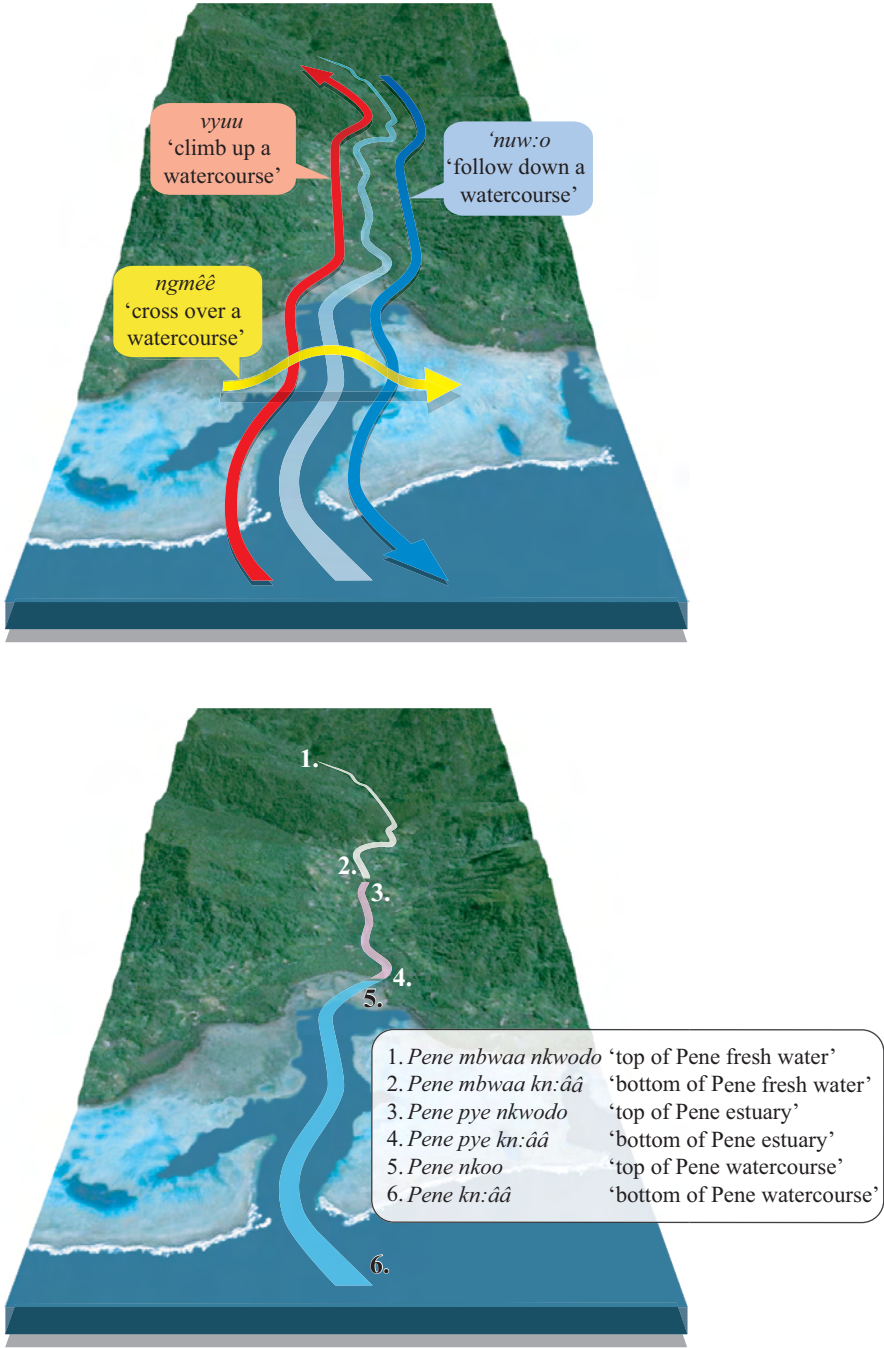 vyuu
‘climb up a
watercourse’
‘nuw:o
‘follow down a
watercourse’
ngmêê
‘cross over a
watercourse’
1.
2.
3.
4.
5.
1. Pene mbwaa nkwodo ‘top of Pene fresh water’
2. Pene mbwaa kn:ââ ‘bottom of Pene fresh water’
3. Pene pye nkwodo ‘top of Pene estuary’
4. Pene pye kn:ââ ‘bottom of Pene estuary’
5. Pene nkoo ‘top of Pene watercourse’
6. Pene kn:ââ ‘bottom of Pene watercourse’
6.